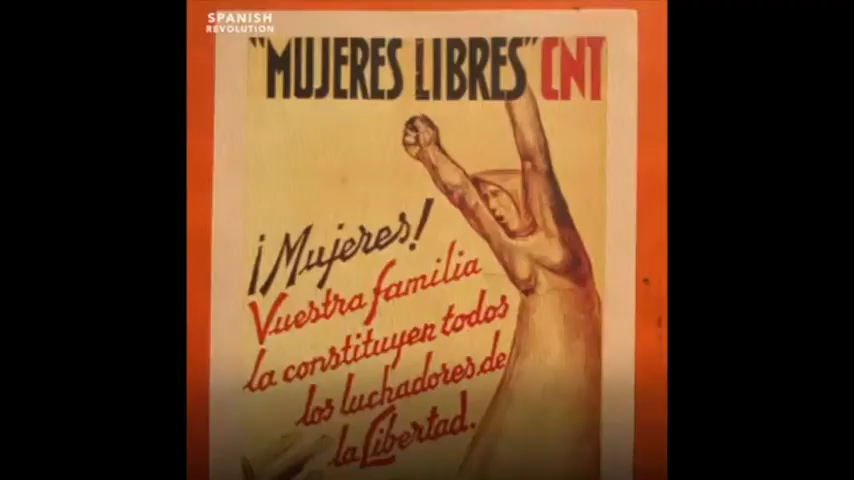 SPANISH
REVOLUTION
"MUJERES LIBRES" CNT
¡Mujeres!
Vuestra familia
la constituyen todos
los luchadores de
la Libertad.